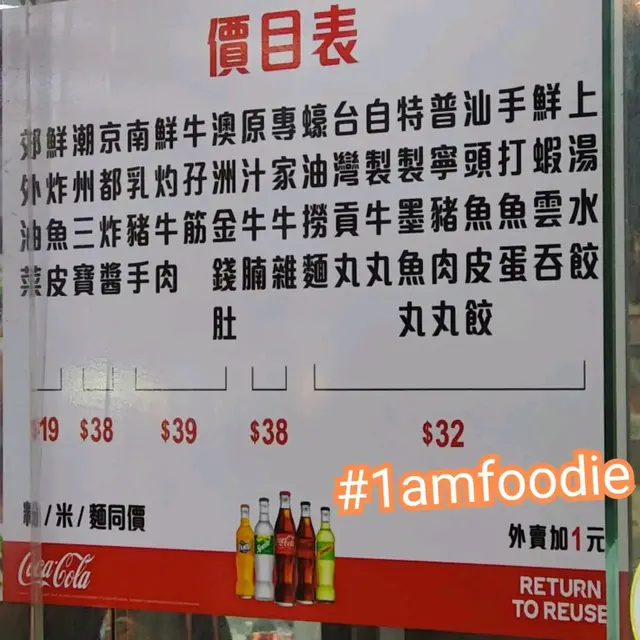 價目表
上湯水餃
鮮蝦雲吞
手打魚蛋
汕頭魚皮餃
普寧豬肉丸
特製墨魚丸
自製牛丸
台灣貢丸
蠔油撈麵
專家牛雜
原汁牛腩
澳洲金錢肚
牛孖筋
鮮灼牛肉
南乳豬手
京都炸醬
潮州三寶
鮮炸魚皮
郊外油菜
$19 $38 $39 $38 $32
#1amfoodie
粉/米/麵同價
外賣加1元
Coca-Cola
Fanta
Sprite
Coca-Cola
RETURN
TO REUSE